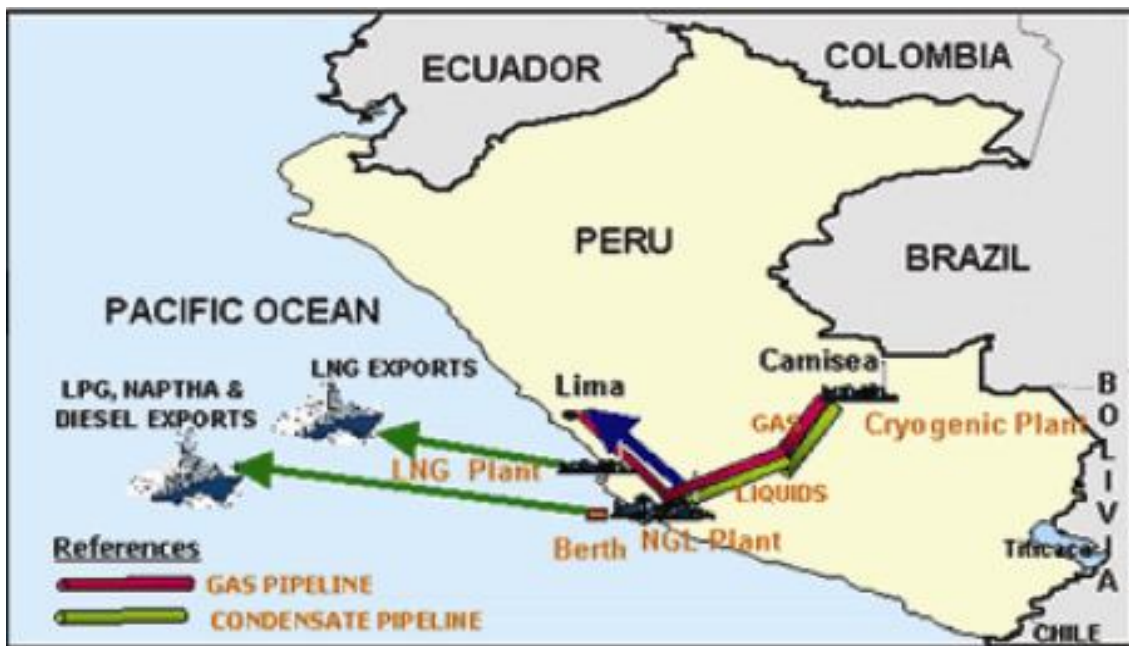 ECUADOR
COLOMBIA
PERU
BRAZIL
PACIFIC OCEAN
LNG EXPORTS
LPG, NAPTHA &
DIESEL EXPORTS
Lima
Camisea
GAS
Cryogenic Plant
LNG Plant
LIQUIDS
Berth
NGL Plant
Titicaca
BOLIVIA
CHILE
References
GAS PIPELINE
CONDENSATE PIPELINE